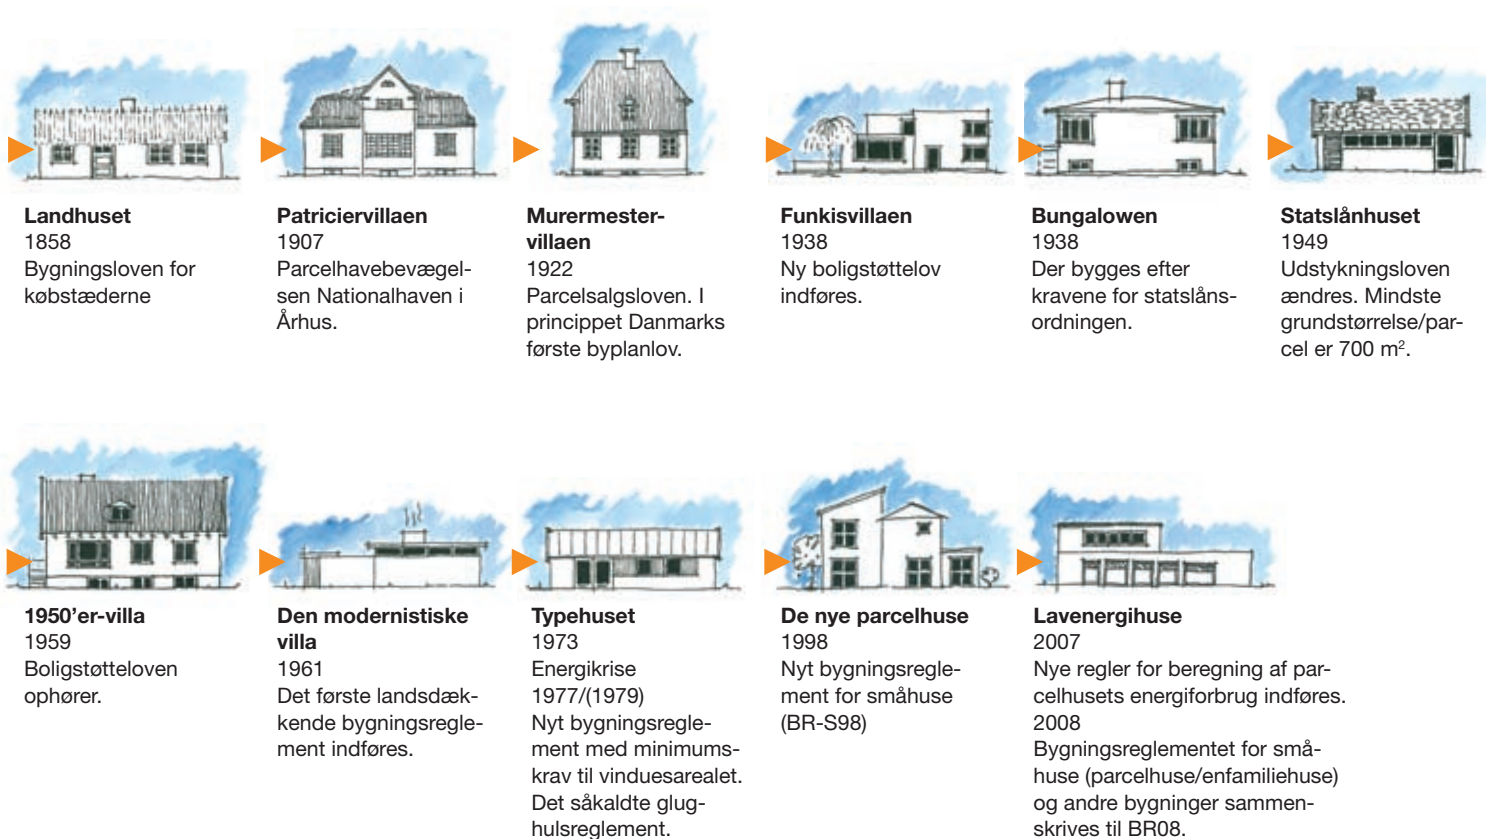 Landhuset
1858
Bygningsloven for
købstæderne
Patriciervillaen
1907
Parcelhavebevægel-
sen Nationalhaven i
Århus.
Murermester-
villaen
1922
Parcelsalgsloven. I
princippet Danmarks
første byplanlov.
Funkisvillaen
1938
Ny boligstøttelov
indføres.
Bungalowen
1938
Der bygges efter
kravene for statslåns-
ordningen.
Statslånhuset
1949
Udstykningsloven
ændres. Mindste
grundstørrelse/par-
cel er 700 m².
1950’er-villa
1959
Boligstøtteloven
ophører.
Den modernistiske
villa
1961
Det første landsdæk-
kende bygningsregle-
ment indføres.
Typehuset
1973
Energikrise
1977/(1979)
Nyt bygningsregle-
ment med minimums-
krav til vinduesarealet.
Det såkaldte glug-
hulsreglement.
De nye parcelhuse
1998
Nyt bygningsregle-
ment for småhuse
(BR-S98)
Lavenergihuse
2007
Nye regler for beregning af par-
celhusets energiforbrug indføres.
2008
Bygningsreglementet for små-
huse (parcelhuse/enfamiliehuse)
og andre bygninger sammen-
skrives til BR08.